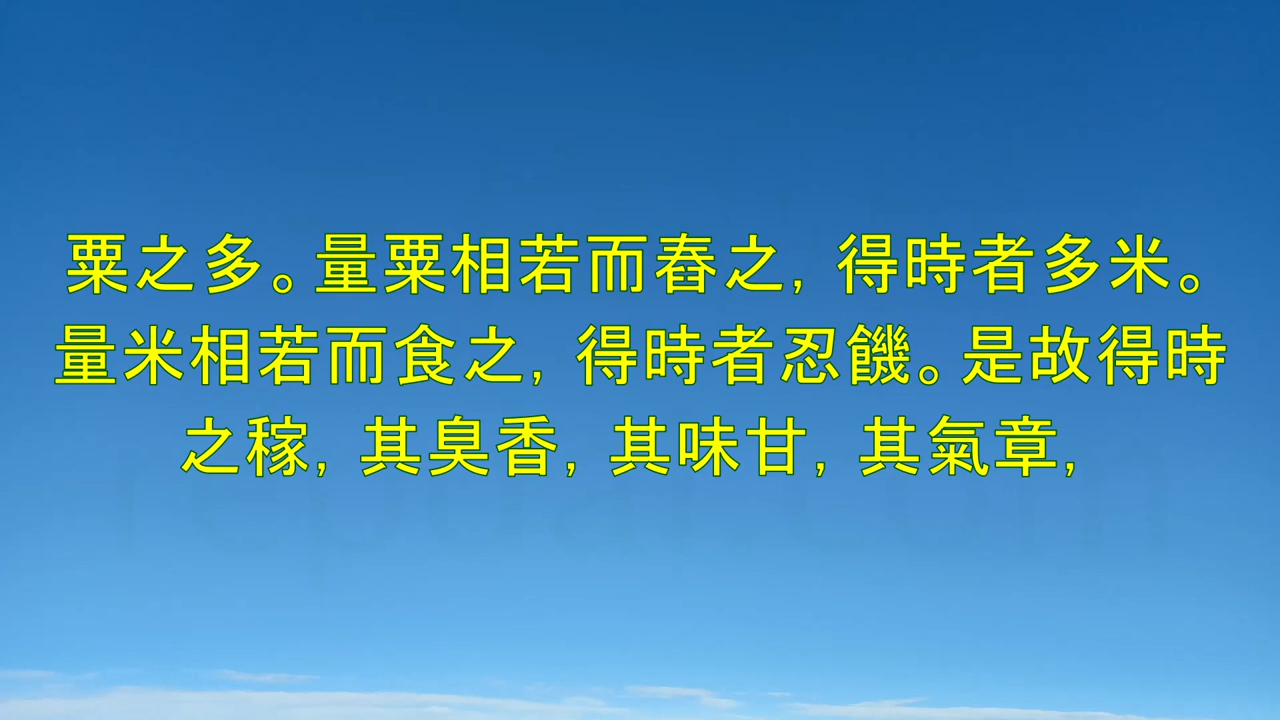 粟之多。量粟相若而舂之, 得時者多米。
量米相若而食之, 得時者忍饑。是故得時
之稼, 其臭香, 其味甘, 其氣章,